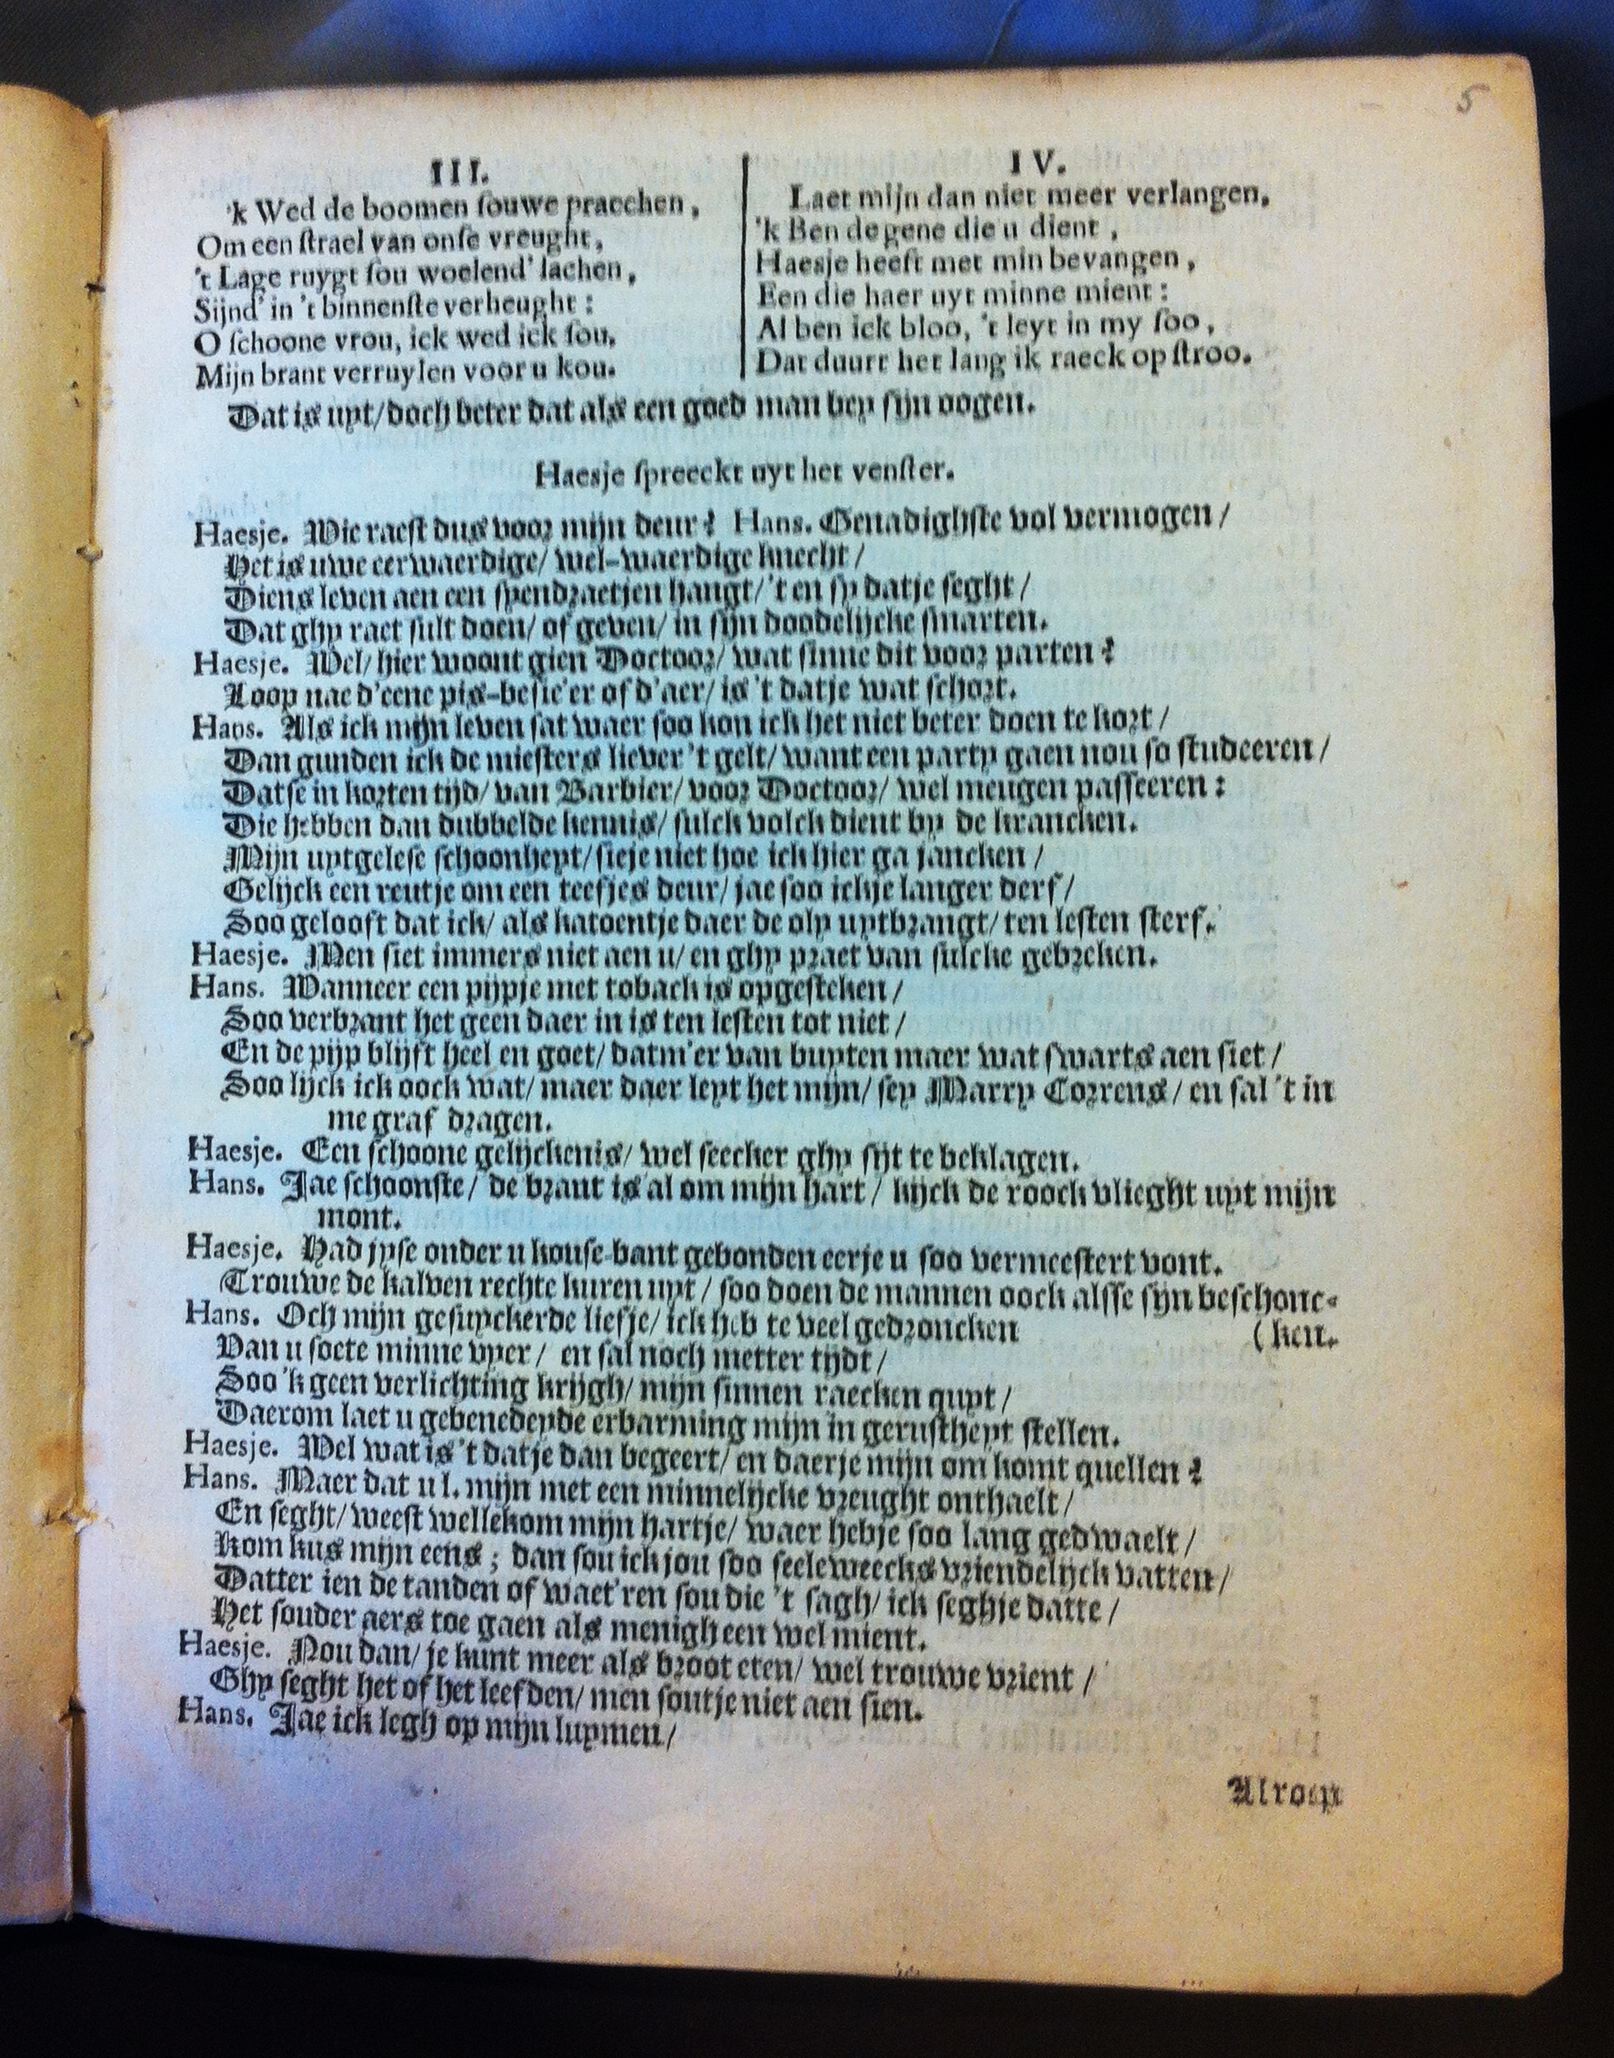 5
III.
'k Wed de boomen souwe praechen,
Om een strael van onse vreught,
't Lage ruygt sou woelend' lachen,
Sijnd' in 't binnenste verheught:
O schoone vrou, ick wed ick sou,
Mijn brant verruylen voor u kou.
IV.
Laet mijn dan niet meer verlangen,
'k Ben de gene die u dient,
Haesje heeft met min bevangen,
Een die haer uyt minne mient:
Al ben ick bloo, 't leyt in my soo,
Dat duurt het lang ik raeck op stroo.
Dat is uyt/ doch beter dat als een goed man bey sijn oogen.
Haesje spreeckt uyt het venster.
Haesje. Wie raest dus voor mijn deur? Hans. Genadighste vol vermogen/
Het is uwe eerwaerdige/ wel-waerdige knecht/
Diens leven aen een spendraetjen hangt/ 't en sy datje seght/
Dat ghy raet sult doen/ of geven/ in sijn doodelijcke smarten.
Haesje. Wel/ hier woont gien Doctoor/ wat sinne dit voor parten?
Loop nae d'eene pis-besie'er of d'aer/ is 't datje wat schort.
Hans. Als ick mijn leven sat waer soo kon ick het niet beter doen te kort/
Dan gunden ick de miesters liever 't gelt/ want een party gaen nou so studeeren/
Datse in korten tijd/ van Barbier/ voor Doctoor/ wel meugen passeeren:
Die hebben dan dubbelde kennis/ sulck volck dient by de krancken.
Mijn uytgelese schoonheyt/ sieje niet hoe ick hier ga jancken/
Gelijck een reutje om een teefjes deur/ jae soo ickje langer derf/
Soo gelooft dat ick/ als katoentje daer de oly uytbrangt/ ten lesten sterf.
Haesje. Men siet immers niet aen u/ en ghy praet van sulcke gebreken.
Hans. Wanneer een pijpje met toback is opgesteken/
Soo verbrant het geen daer in is ten lesten tot niet/
En de pijp blijft heel en goet/ datm'er van buyten maer wat swarts aen siet/
Soo lijck ick oock wat/ maer daer leyt het mijn/ sey Marry Correns/ en sal 't in
me graf dragen.
Haesje. Een schoone gelijckenis/ wel seecker ghy sijt te beklagen.
Hans. Jae schoonste/ de brant is al om mijn hart/ kijck de roock vlieght uyt mijn
mont.
Haesje. Had jyse onder u kouse-bant gebonden eerje u soo vermeestert vont.
Trouwe de kalven rechte kuren uyt/ soo doen de mannen oock alsse sijn beschonc-
(ken.
Hans. Och mijn gesuyckerde liefje/ ick heb te veel gedroncken
Van u soete minne vyer/ en sal noch metter tijdt/
Soo 'k geen verlichting krijgh/ mijn sinnen raecken quyt/
Daerom laet u gebenedeyde erbarming mijn in gerustheyt stellen.
Haesje. Wel wat is 't datje dan begeert/ en daerje mijn om komt quellen?
Hans. Maer dat u l. mijn met een minnelijcke vreught onthaelt/
En seght/ weest wellekom mijn hartje/ waer hebje soo lang gedwaelt/
Kom kus mijn eens; dan sou ick jou soo seeleweecks vriendelijck vatten/
Datter ien de tanden of waet'ren sou die 't sagh/ ick seghje datte/
Het souder aers toe gaen als menigh een wel mient.
Haesje. Nou dan/ je kunt meer als broot eten/ wel trouwe vrient/
Ghy seght het of het leefden/ men soutje niet aen sien.
Hans. Jae ick legh op mijn luymen/